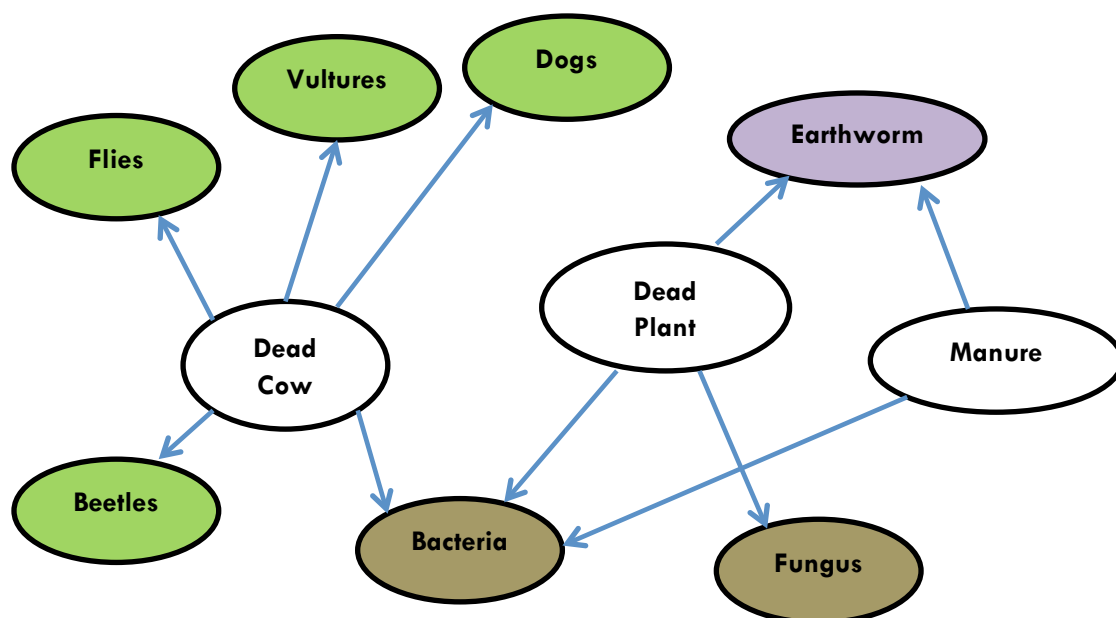 Dogs
Vultures
Flies
Earthworm
Dead
Plant
Dead
Cow
Manure
Beetles
Bacteria
Fungus